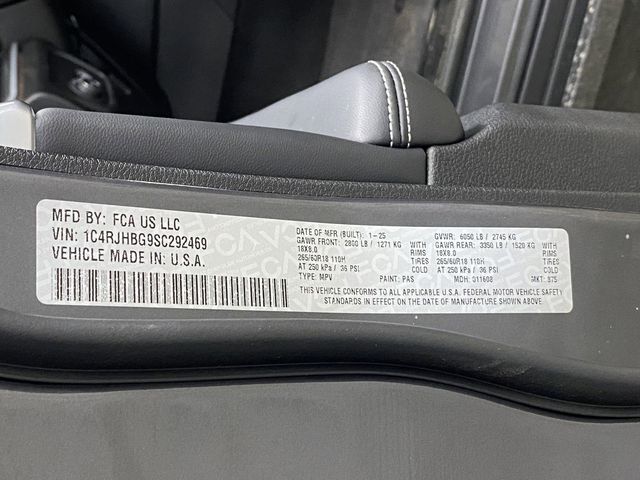 MFD BY: FCA US LLC
VIN: 1C4RJHBG9SC292469
VEHICLE MADE IN: U.S.A.
DATE OF MFR (BUILT): 1-25 GVWR: 6050 LB / 2745 KG
GAWR FRONT: 2800 LB / 1271 KG GAWR REAR: 3350 LB / 1520 KG
18X8.0 RIMS 18X8.0 RIMS
265/60R18 110H TIRES 265/60R18 110H TIRES
AT 250 kPa / 36 PSI COLD AT 250 kPa / 36 PSI COLD
TYPE: MPV PAINT: PAS MDH: 011608 MKT: 875
THIS VEHICLE CONFORMS TO ALL APPLICABLE U.S.A. FEDERAL MOTOR VEHICLE SAFETY
STANDARDS IN EFFECT ON THE DATE OF MANUFACTURE SHOWN ABOVE.